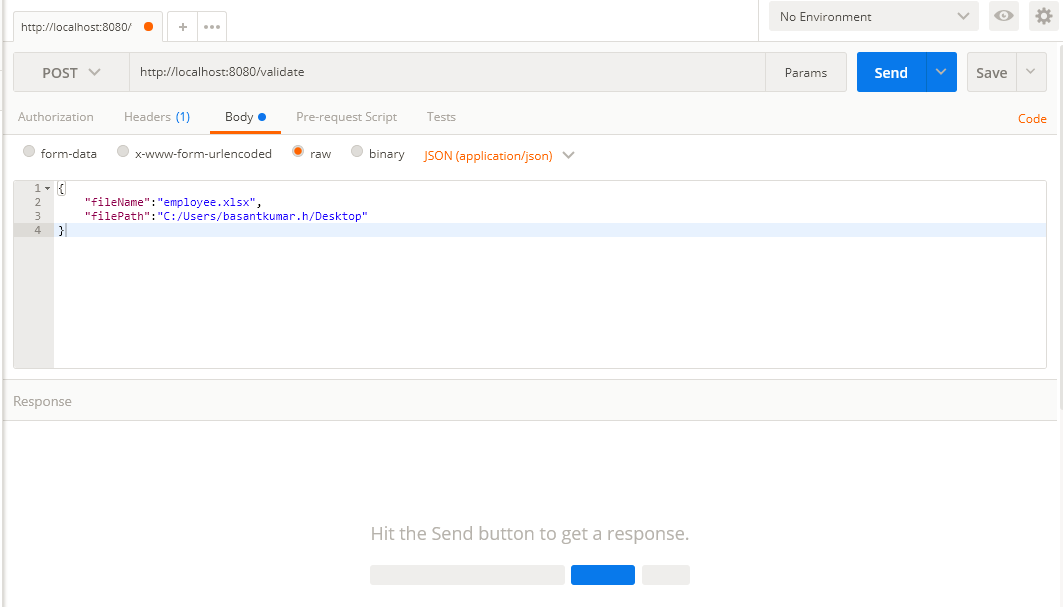 http://localhost:8080/
No Environment
POST
http://localhost:8080/validate
Params
Send
Save
Authorization
Headers (1)
Body
Pre-request Script
Tests
Code
form-data
x-www-form-urlencoded
raw
binary
JSON (application/json)
1 {
2 "fileName":"employee.xlsx",
3 "filePath":"C:/Users/basantkumar.h/Desktop"
4 }
Response
Hit the Send button to get a response.